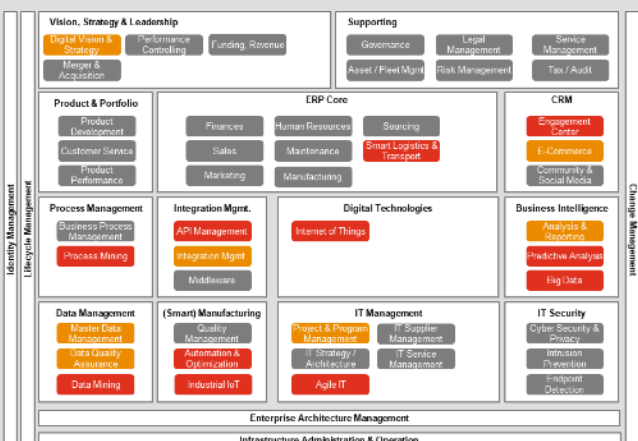 Vision, Strategy & Leadership
Digital Vision &
Strategy
Performance
Controlling
Funding, Revenue
Merger &
Acquisition
Supporting
Governance
Legal
Management
Service
Management
Asset / Fleet Mgmt
Risk Management
Tax / Audit
Identity Management
Lifecycle Management
Change Management
Product & Portfolio
Product
Development
Customer Service
Product
Performance
ERP Core
Finances
Human Resources
Sourcing
Sales
Maintenance
Smart Logistics &
Transport
Marketing
Manufacturing
CRM
Engagement
Center
E-Commerce
Community &
Social Media
Process Management
Business Process
Management
Process Mining
Integration Mgmt.
API Management
Integration Mgmt
Middleware
Digital Technologies
Internet of Things
Business Intelligence
Analysis &
Reporting
Predictive Analysis
Big Data
Data Management
Master Data
Management
Data Quality
Assurance
Data Mining
(Smart) Manufacturing
Quality
Management
Automation &
Optimization
Industrial IoT
IT Management
Project & Program
Management
IT Supplier
Management
IT Strategy /
Architecture
IT Service
Management
Agile IT
IT Security
Cyber Security &
Privacy
Intrusion
Prevention
Endpoint
Detection
Enterprise Architecture Management
Infrastructure Administration & Operation